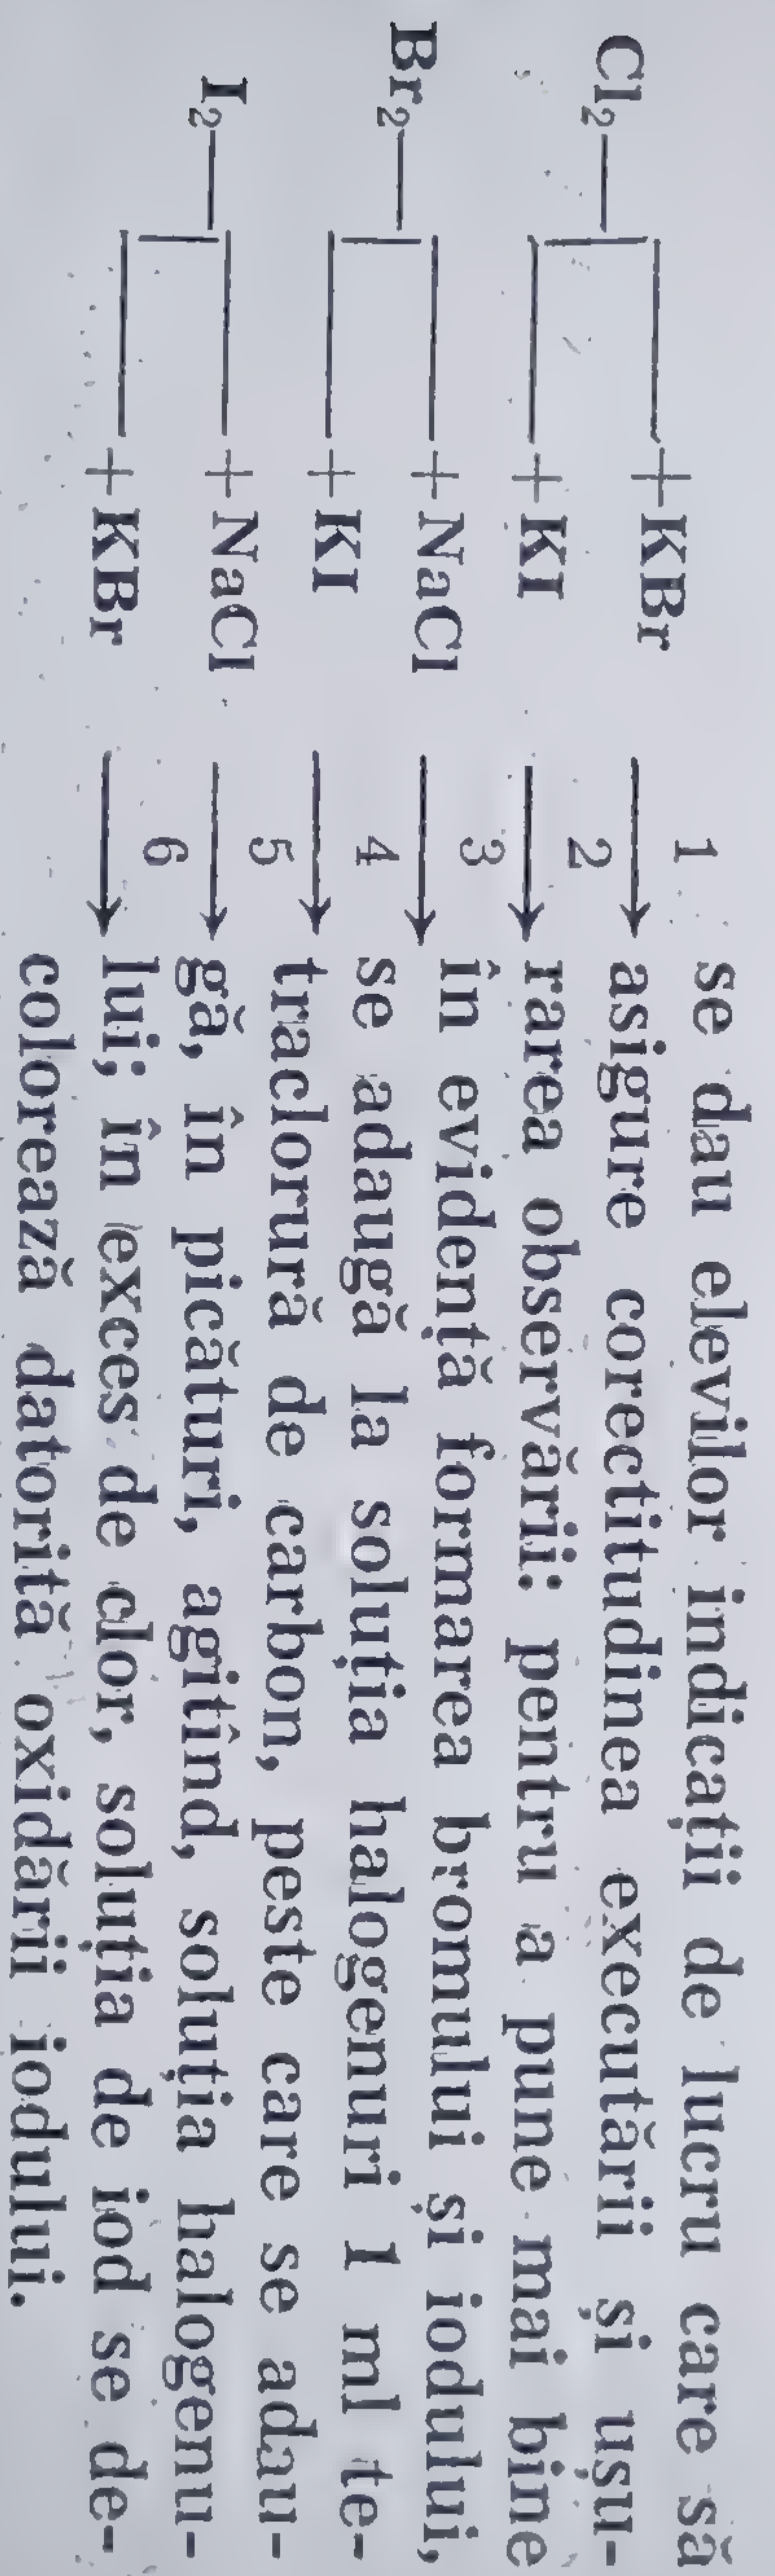 Cl2 +KBr 1
+KI 2
Br2 +NaCl 3
+KI 4
I2 +NaCl 5
+KBr 6
se dau elevilor indicații de lucru care să
asigure corectitudinea executării și ușu-
rarea observării: pentru a pune mai bine
în evidență formarea bromului și iodului,
se adaugă la soluția halogenuri 1 ml te-
traclorură de carbon, peste care se adau-
gă, în picături, agitînd, soluția halogenu-
lui; în exces de clor, soluția de iod se de-
colorează datorită oxidării iodului.